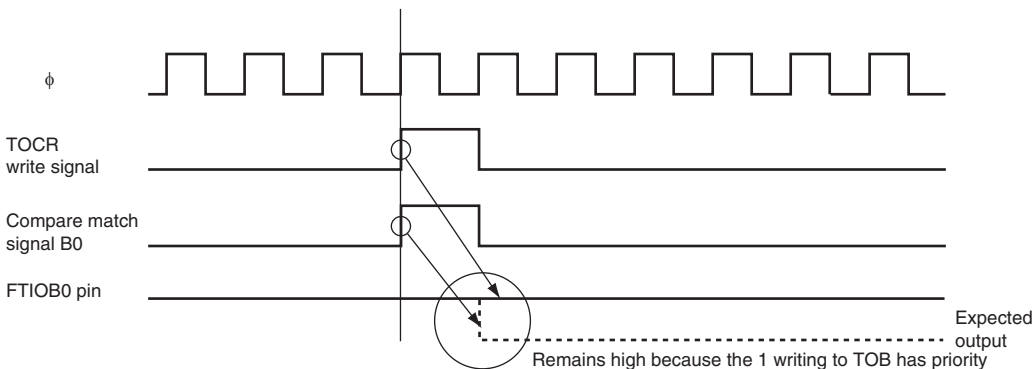 ϕ
TOCR
write signal
Compare match
signal B0
FTIOB0 pin
Expected
output
Remains high because the 1 writing to TOB has priority